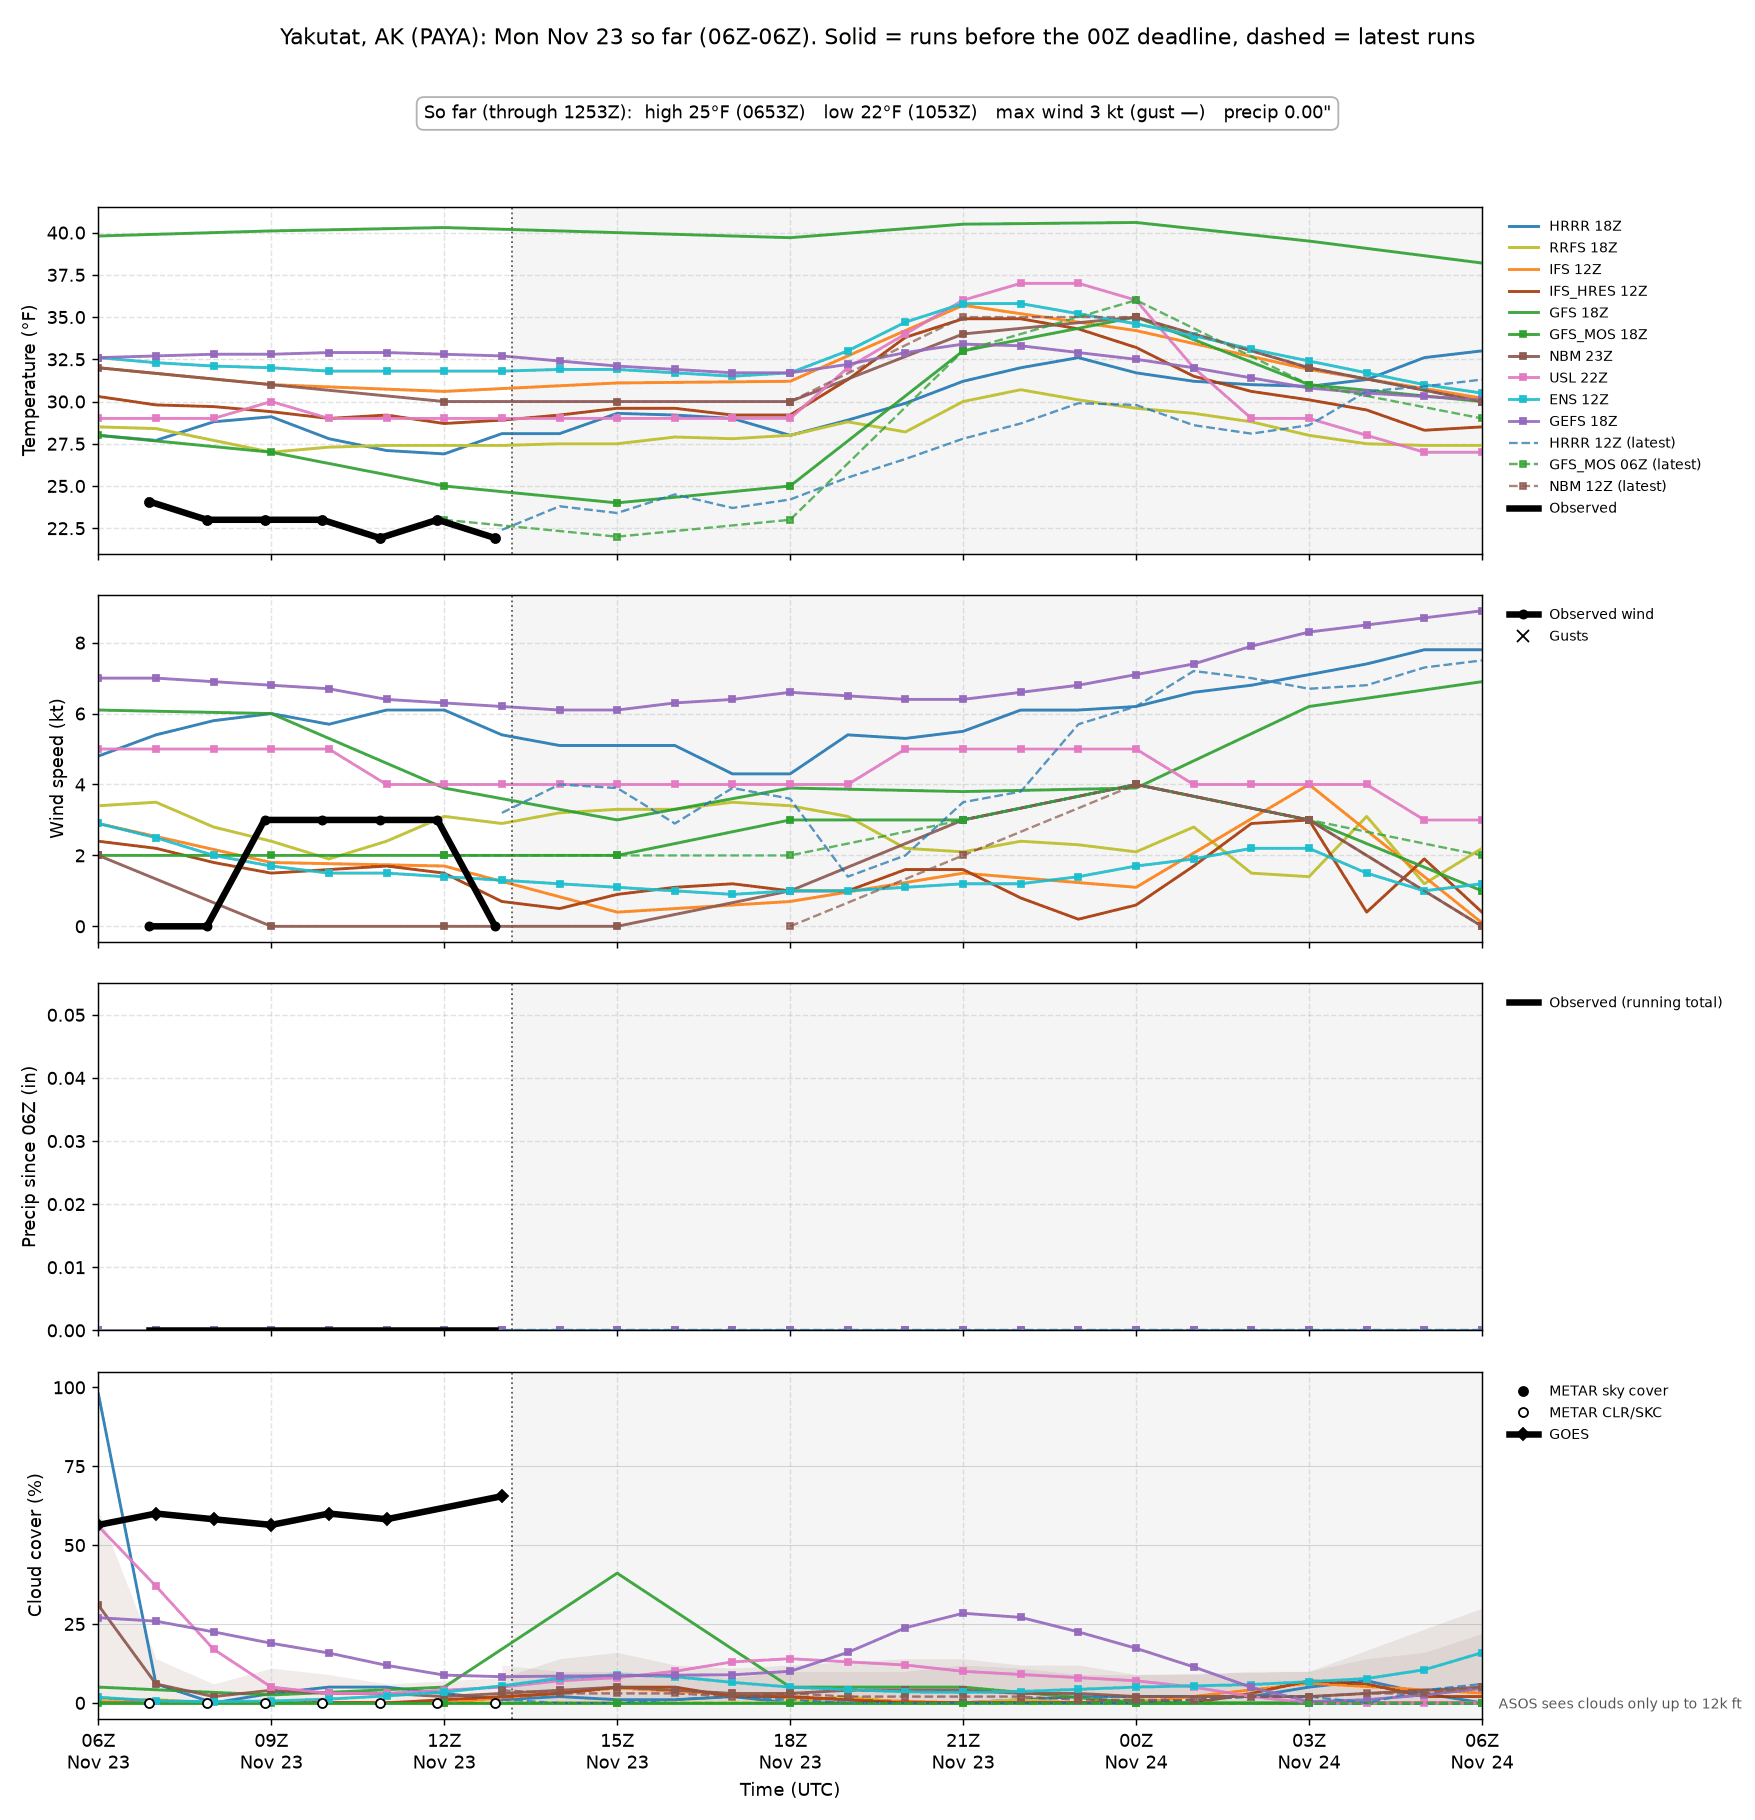 Yakutat, AK (PAYA): Mon Nov 23 so far (06Z-06Z). Solid = runs before the 00Z deadline, dashed = latest runs
So far (through 1253Z):  high 25°F (0653Z)   low 22°F (1053Z)   max wind 3 kt (gust —)   precip 0.00"
Temperature (°F)
40.0
37.5
35.0
32.5
30.0
27.5
25.0
22.5
HRRR 18Z
RRFS 18Z
IFS 12Z
IFS_HRES 12Z
GFS 18Z
GFS_MOS 18Z
NBM 23Z
USL 22Z
ENS 12Z
GEFS 18Z
HRRR 12Z (latest)
GFS_MOS 06Z (latest)
NBM 12Z (latest)
Observed
Wind speed (kt)
8
6
4
2
0
Observed wind
Gusts
Precip since 06Z (in)
0.05
0.04
0.03
0.02
0.01
0.00
Observed (running total)
Cloud cover (%)
100
75
50
25
0
METAR sky cover
METAR CLR/SKC
GOES
ASOS sees clouds only up to 12k ft
06Z 09Z 12Z 15Z 18Z 21Z 00Z 03Z 06Z
Nov 23 Nov 23 Nov 23 Nov 23 Nov 23 Nov 23 Nov 24 Nov 24 Nov 24
Time (UTC)